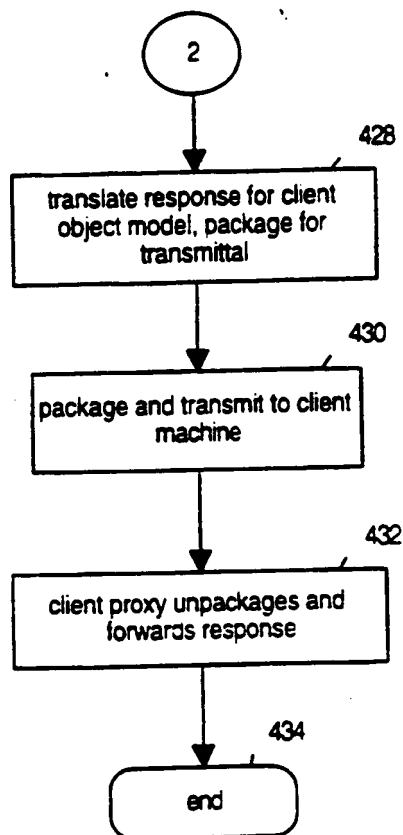 2
428
translate response for client
object model, package for
transmittal
430
package and transmit to client
machine
432
client proxy unpackages and
forwards response
434
end